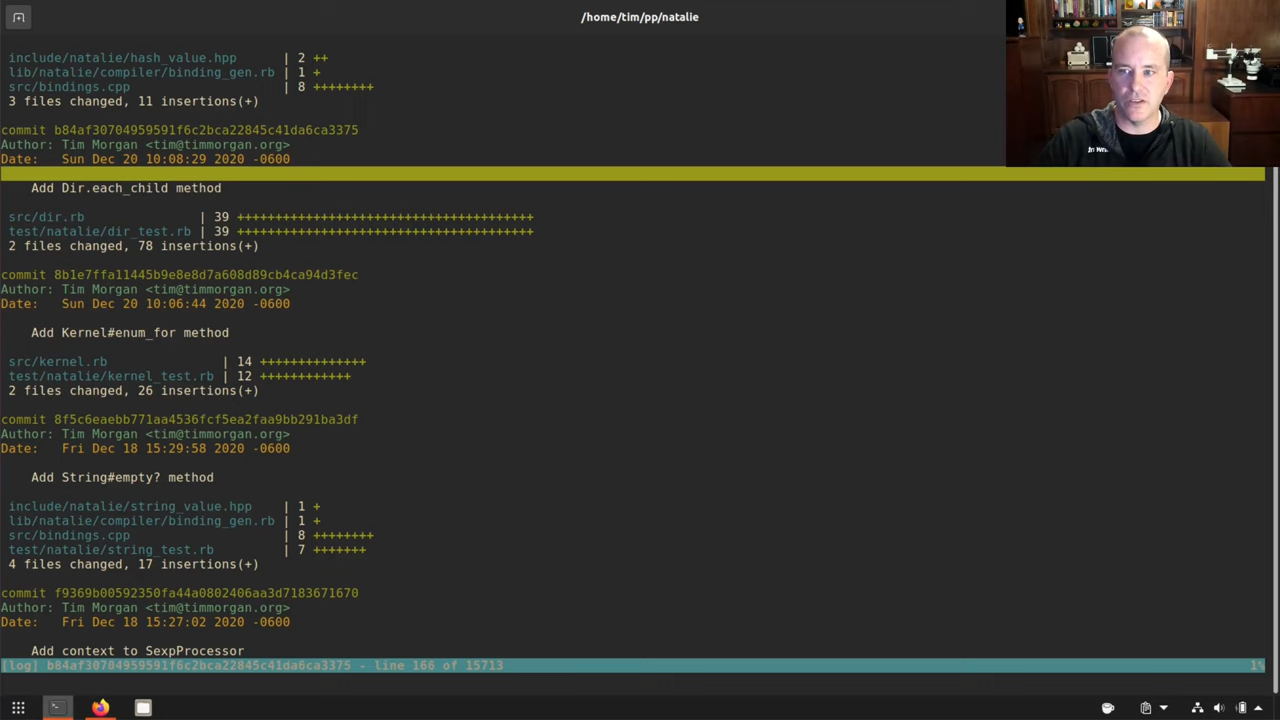 /home/tim/pp/natalie
include/natalie/hash_value.hpp | 2 ++
lib/natalie/compiler/binding_gen.rb | 1 +
src/bindings.cpp | 8 ++++++++
3 files changed, 11 insertions(+)
commit b84af30704959591f6c2bca22845c41da6ca3375
Author: Tim Morgan <tim@timmorgan.org>
Date: Sun Dec 20 10:08:29 2020 -0600
Add Dir.each_child method
src/dir.rb | 39 +++++++++++++++++++++++++++++++++++++++
test/natalie/dir_test.rb | 39 +++++++++++++++++++++++++++++++++++++++
2 files changed, 78 insertions(+)
commit 8b1e7ffa11445b9e8e8d7a608d89cb4ca94d3fec
Author: Tim Morgan <tim@timmorgan.org>
Date: Sun Dec 20 10:06:44 2020 -0600
Add Kernel#enum_for method
src/kernel.rb | 14 ++++++++++++++
test/natalie/kernel_test.rb | 12 ++++++++++++
2 files changed, 26 insertions(+)
commit 8f5c6eaebb771aa4536fcf5ea2faa9bb291ba3df
Author: Tim Morgan <tim@timmorgan.org>
Date: Fri Dec 18 15:29:58 2020 -0600
Add String#empty? method
include/natalie/string_value.hpp | 1 +
lib/natalie/compiler/binding_gen.rb | 1 +
src/bindings.cpp | 8 ++++++++
test/natalie/string_test.rb | 7 +++++++
4 files changed, 17 insertions(+)
commit f9369b00592350fa44a0802406aa3d7183671670
Author: Tim Morgan <tim@timmorgan.org>
Date: Fri Dec 18 15:27:02 2020 -0600
Add context to SexpProcessor
[log] b84af30704959591f6c2bca22845c41da6ca3375 - line 166 of 15713 1%